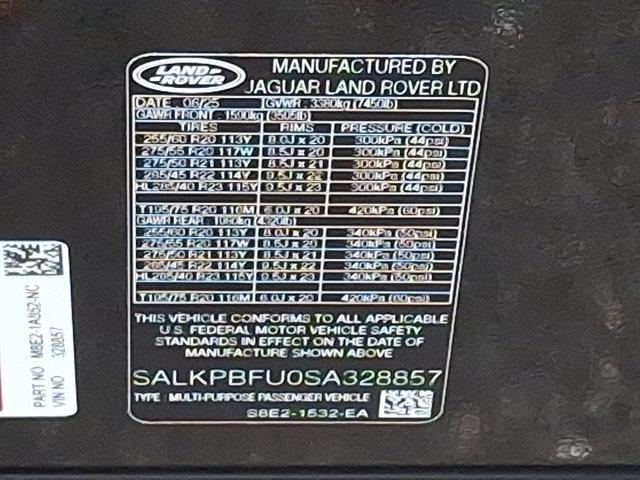 LAND ROVER
MANUFACTURED BY
JAGUAR LAND ROVER LTD
DATE : 06/25 GVWR : 3380kg (7450lb)
GAWR FRONT : 1590kg (3505lb)
TIRES RIMS PRESSURE (COLD)
255/60 R20 113Y 8.0J x 20 300kPa (44psi)
275/55 R20 117W 8.5J x 20 300kPa (44psi)
275/50 R21 113Y 8.5J x 21 300kPa (44psi)
285/45 R22 114Y 9.5J x 22 300kPa (44psi)
HL285/40 R23 115Y 9.5J x 23 300kPa (44psi)
T195/75 R20 116M 6.0J x 20 420kPa (60psi)
GAWR REAR : (4320lb)
255/60 R20 113Y 8.0J x 20 340kPa (50psi)
275/55 R20 117W 8.5J x 20 340kPa (50psi)
275/50 R21 113Y 8.5J x 21 340kPa (50psi)
285/45 R22 114Y 9.5J x 22 340kPa (50psi)
HL285/40 R23 115Y 9.5J x 23 340kPa (50psi)
T195/75 R20 116M 6.0J x 20 420kPa (60psi)
THIS VEHICLE CONFORMS TO ALL APPLICABLE
U.S. FEDERAL MOTOR VEHICLE SAFETY
STANDARDS IN EFFECT ON THE DATE OF
MANUFACTURE SHOWN ABOVE
SALKPBFU0SA328857
TYPE : MULTI-PURPOSE PASSENGER VEHICLE
S8E2-1532-EA
PART NO
VIN NO 328857